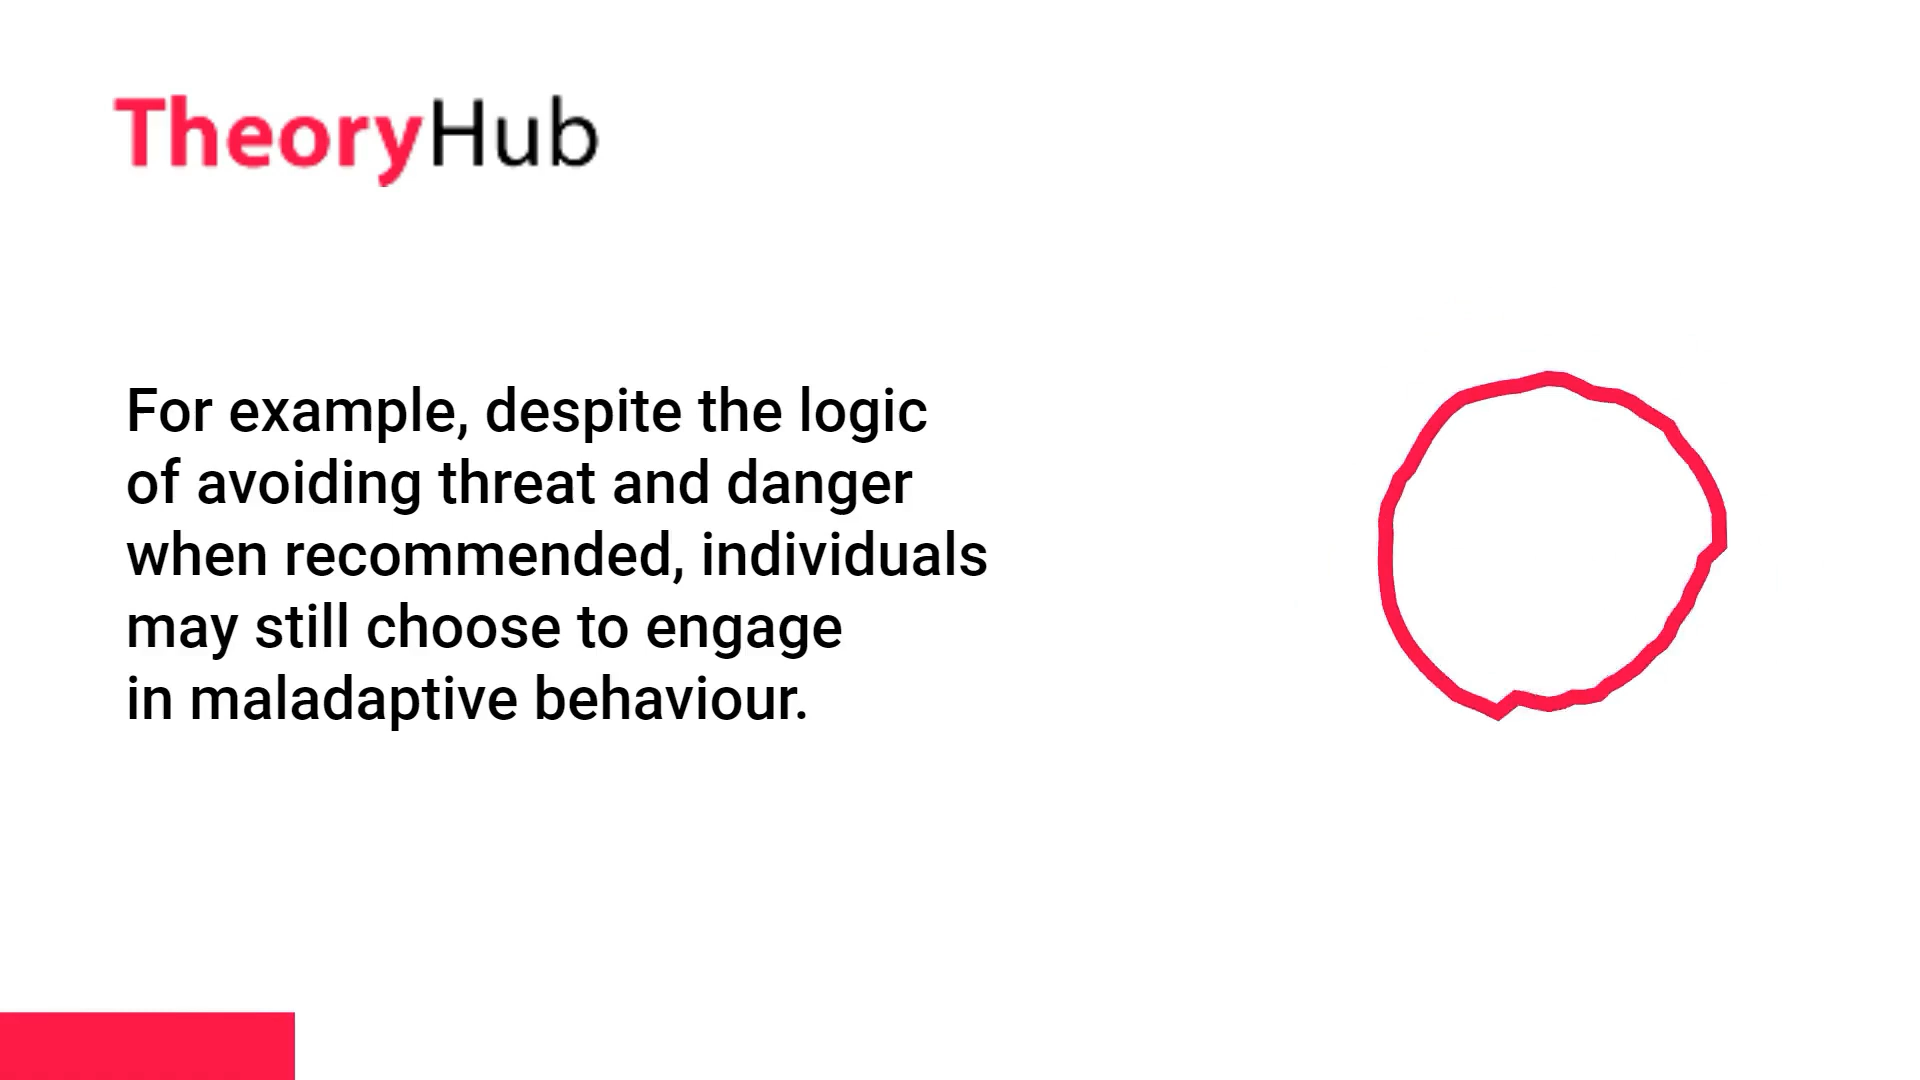 TheoryHub
For example, despite the logic
of avoiding threat and danger
when recommended, individuals
may still choose to engage
in maladaptive behaviour.